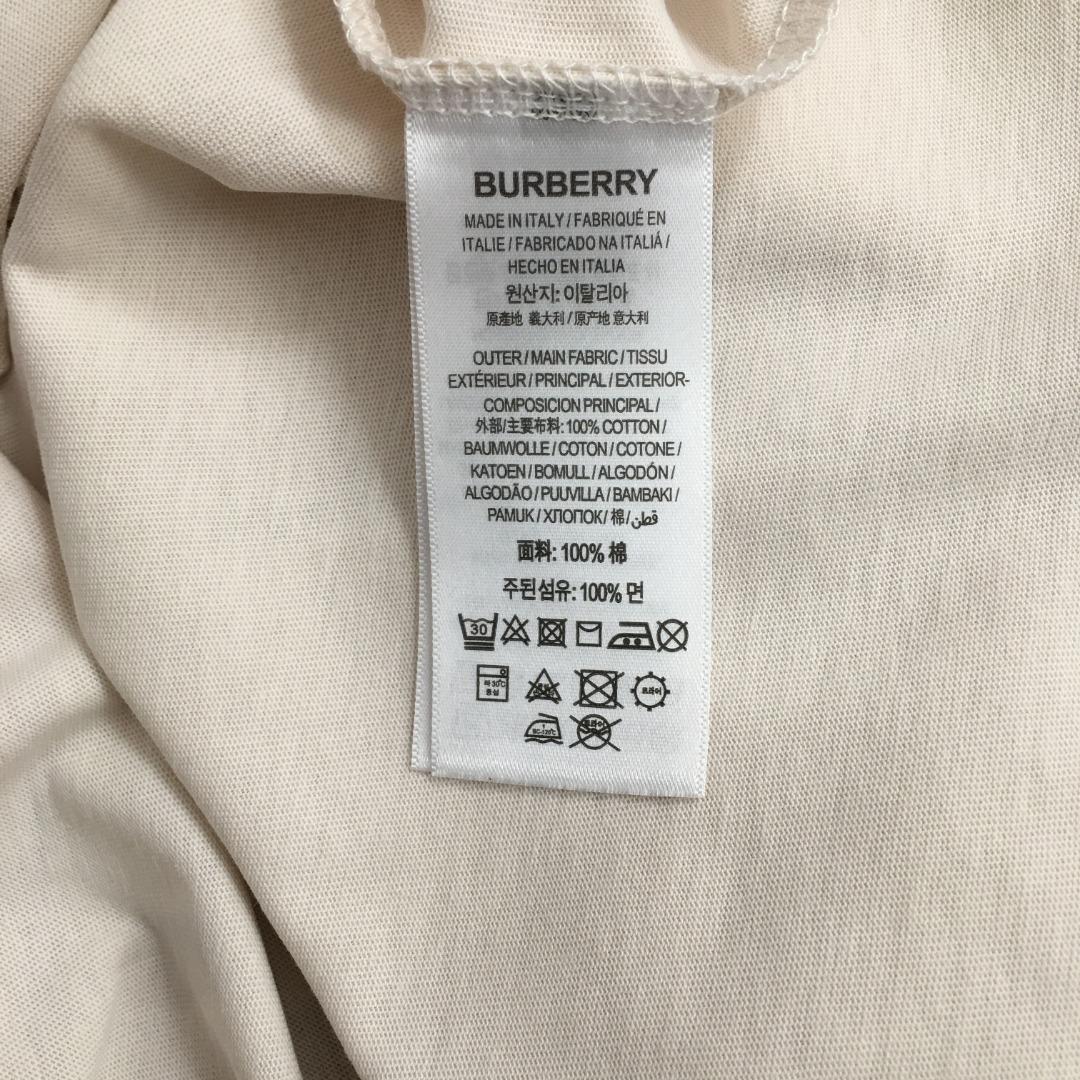 BURBERRY
MADE IN ITALY / FABRIQUÉ EN
ITALIE / FABRICADO NA ITALIÁ /
HECHO EN ITALIA
원산지: 이탈리아
原產地 義大利 / 原产地 意大利
OUTER / MAIN FABRIC / TISSU
EXTÉRIEUR / PRINCIPAL / EXTERIOR-
COMPOSICION PRINCIPAL /
外部/主要布料: 100% COTTON /
BAUMWOLLE / COTON / COTONE /
KATOEN / BOMULL / ALGODÓN /
ALGODÃO / PUUVILLA / BAMBAKI /
PAMUK / ХЛОПОК / 棉 / قطن
面料: 100% 棉
주된섬유: 100% 면
30
드라이